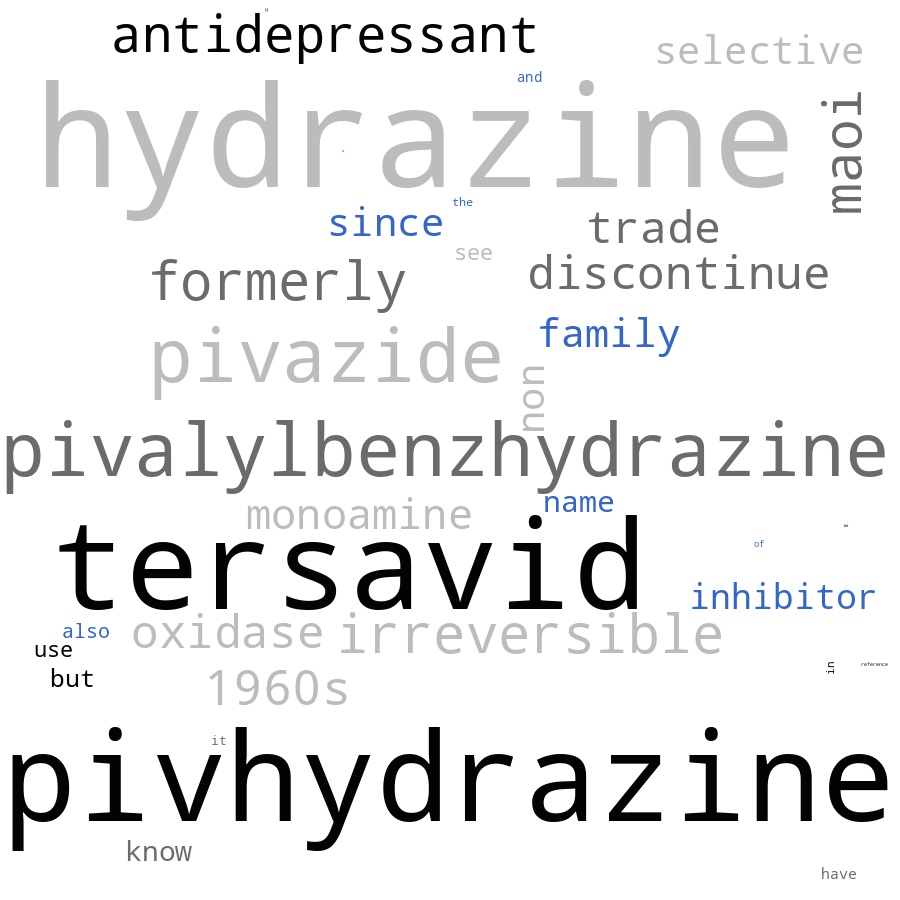 antidepressant
selective
and
hydrazine
maoi
the
since
trade
see
formerly
discontinue
family
pivazide
non
pivalylbenzhydrazine
name
monoamine
tersavid
of
inhibitor
also
oxidase irreversible
use
but
in
reference
1960s
pivhydrazine
it
know
have